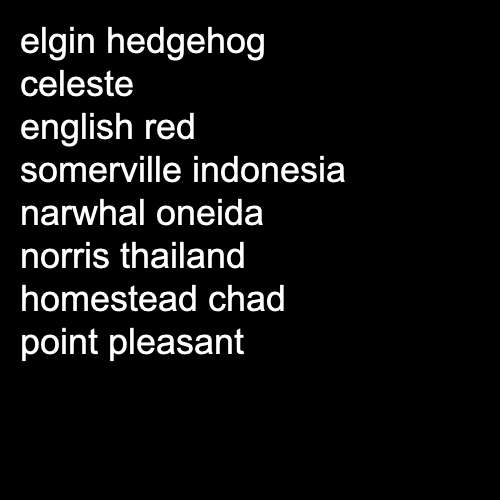 elgin hedgehog
celeste
english red
somerville indonesia
narwhal oneida
norris thailand
homestead chad
point pleasant